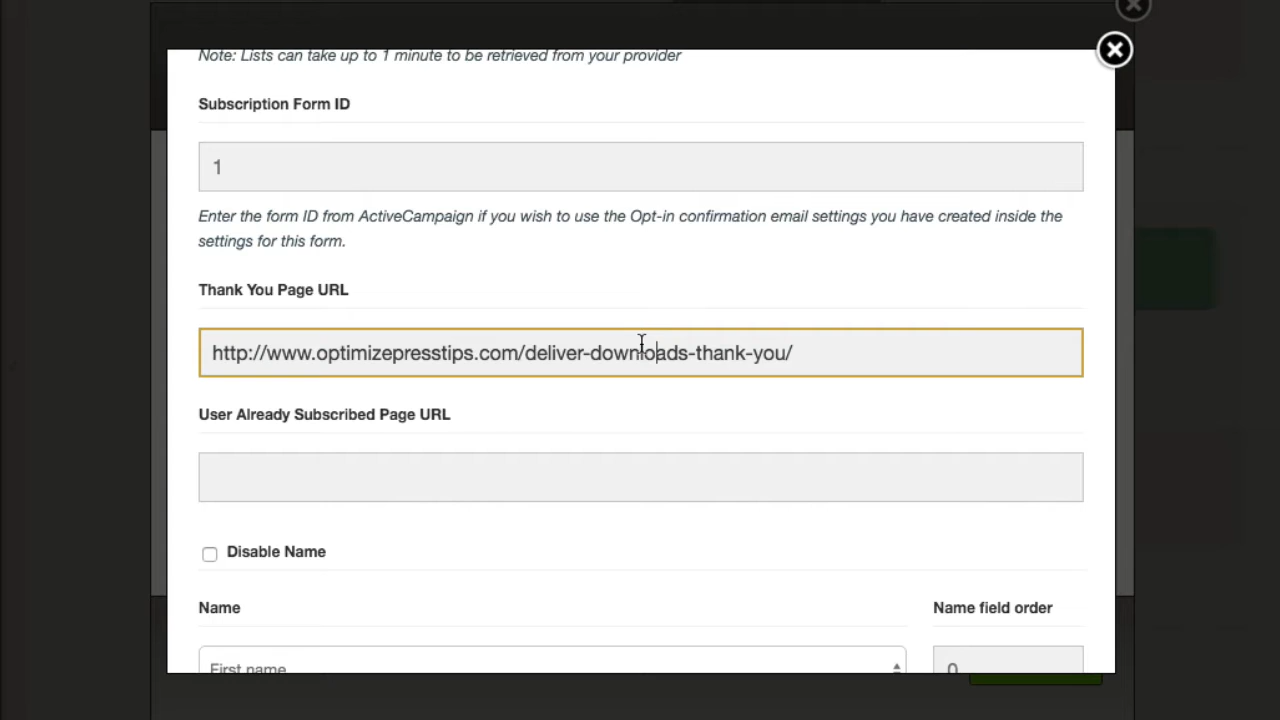 Note: Lists can take up to 1 minute to be retrieved from your provider
Subscription Form ID
1
Enter the form ID from ActiveCampaign if you wish to use the Opt-in confirmation email settings you have created inside the
settings for this form.
Thank You Page URL
http://www.optimizepresstips.com/deliver-downloads-thank-you/
User Already Subscribed Page URL
Disable Name
Name
Name field order
First name
0